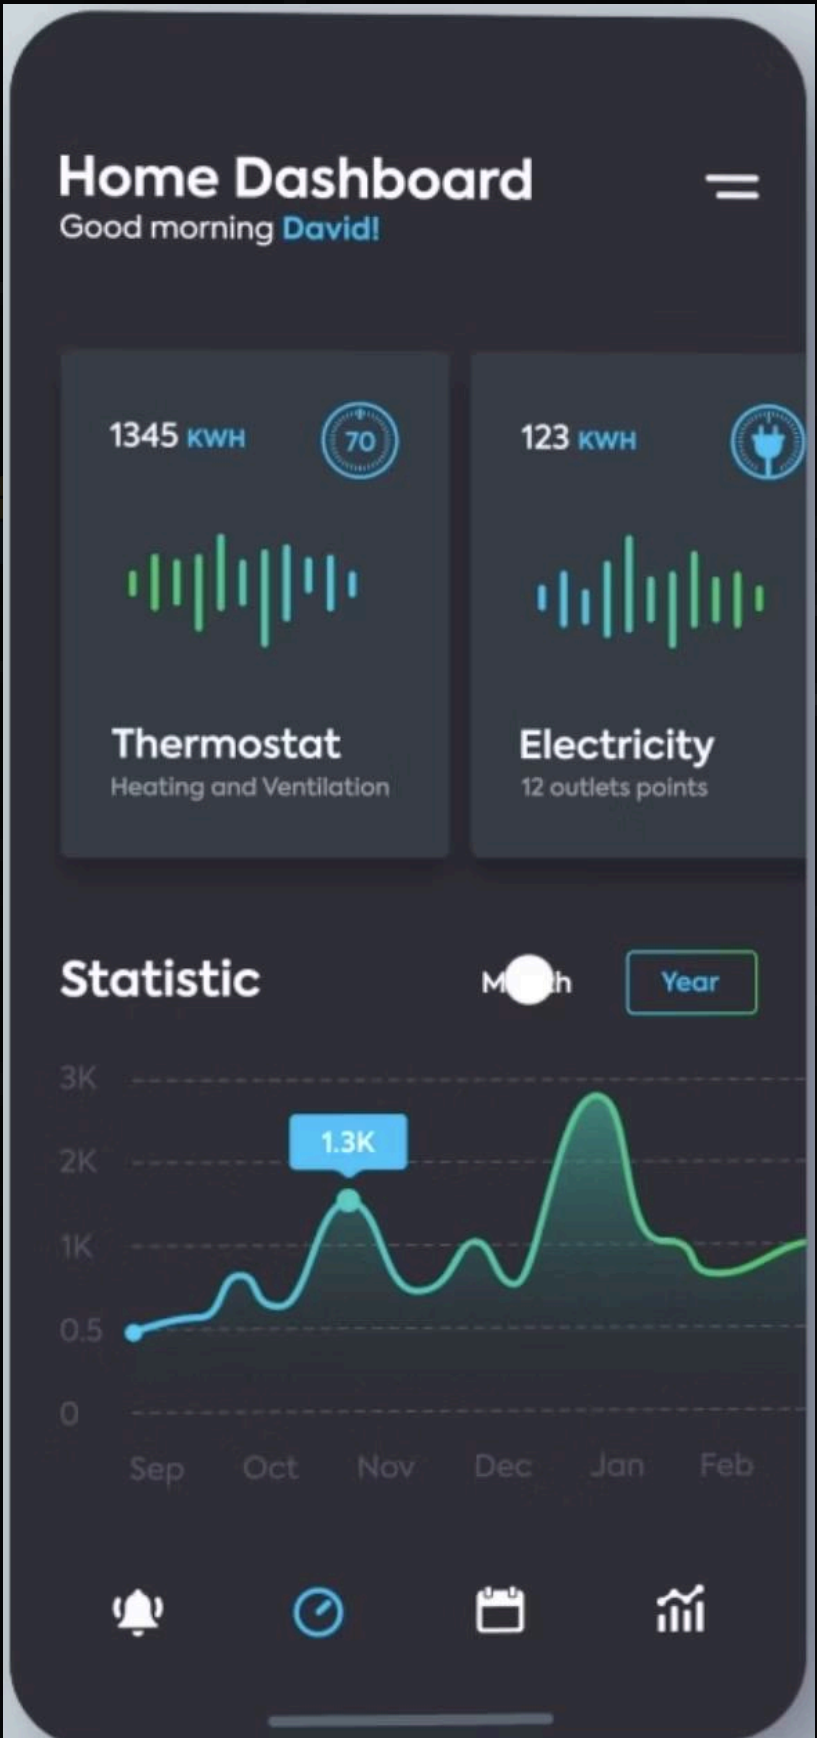 Home Dashboard
Good morning David!
1345 KWH
70
123 KWH
Thermostat
Heating and Ventilation
Electricity
12 outlets points
Statistic
Year
3K
1.3K
2K
1K
0.5
0
Sep Oct Nov Dec Jan Feb